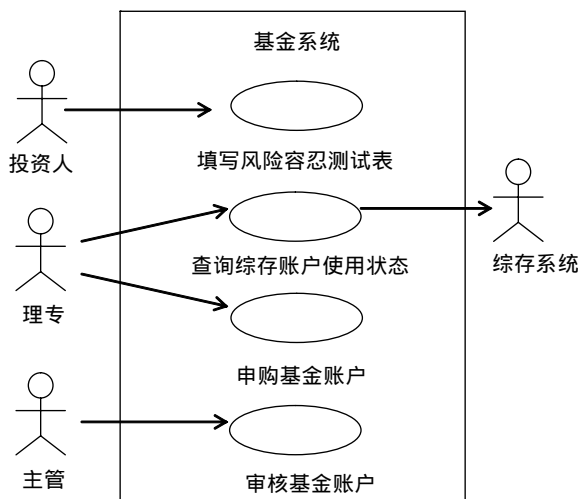 基金系统
投资人
填写风险容忍测试表
查询综存账户使用状态
综存系统
理专
申购基金账户
主管
审核基金账户